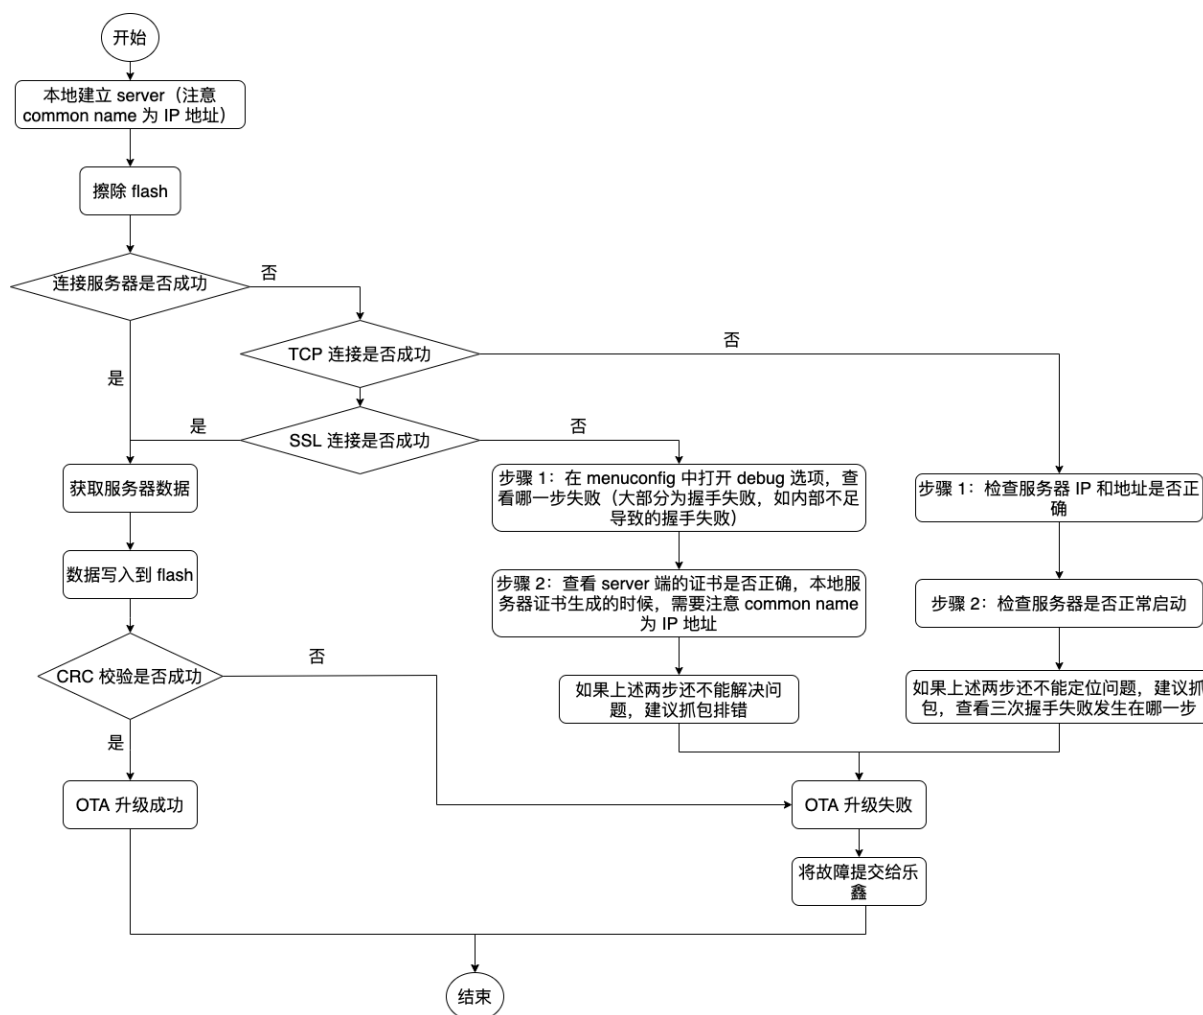 开始
本地建立 server（注意
common name 为 IP 地址）
擦除 flash
连接服务器是否成功
否
TCP 连接是否成功
否
是
SSL 连接是否成功
是
否
获取服务器数据
步骤 1：在 menuconfig 中打开 debug 选项，查
看哪一步失败（大部分为握手失败，如内部不足
导致的握手失败）
步骤 1：检查服务器 IP 和地址是否正
确
数据写入到 flash
步骤 2：查看 server 端的证书是否正确，本地服
务器证书生成的时候，需要注意 common name
为 IP 地址
步骤 2：检查服务器是否正常启动
CRC 校验是否成功
否
如果上述两步还不能解决问
题，建议抓包排错
如果上述两步还不能定位问题，建议抓
包，查看三次握手失败发生在哪一步
是
OTA 升级成功
OTA 升级失败
将故障提交给乐
鑫
结束